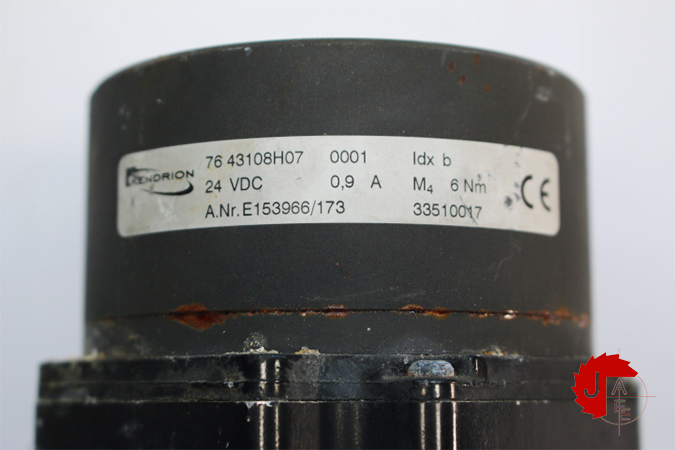 KENDRION
76 43108H07 0001 Idx b
24 VDC 0,9 A M4 6 Nm
A.Nr.E153966/173 33510017
CE
J
A